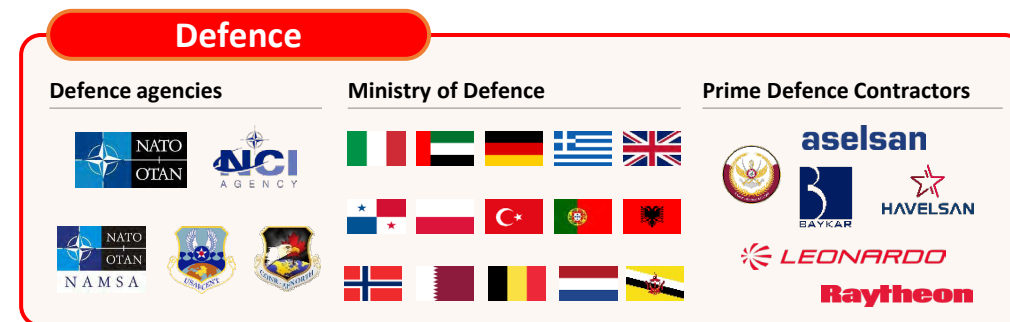 Defence
Defence agencies
Ministry of Defence
Prime Defence Contractors
NATO
OTAN
NCI
AGENCY
NATO
OTAN
NAMSA
USAFCENT
aselsan
BAYKAR
HAVELSAN
LEONARDO
Raytheon